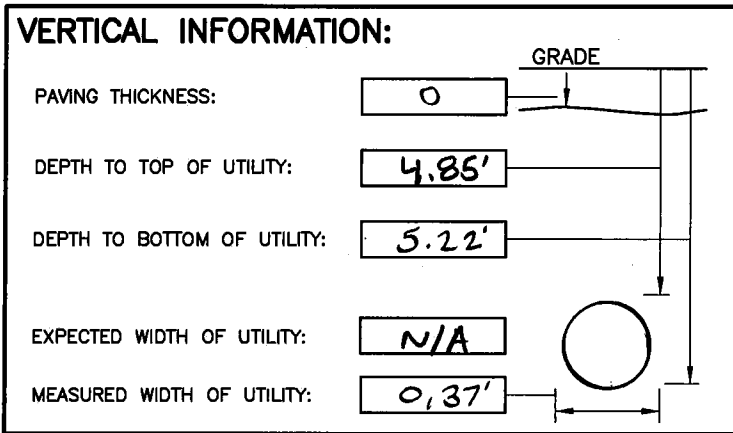 VERTICAL INFORMATION:
GRADE
PAVING THICKNESS: 0
DEPTH TO TOP OF UTILITY: 4.85'
DEPTH TO BOTTOM OF UTILITY: 5.22'
EXPECTED WIDTH OF UTILITY: N/A
MEASURED WIDTH OF UTILITY: 0,37'